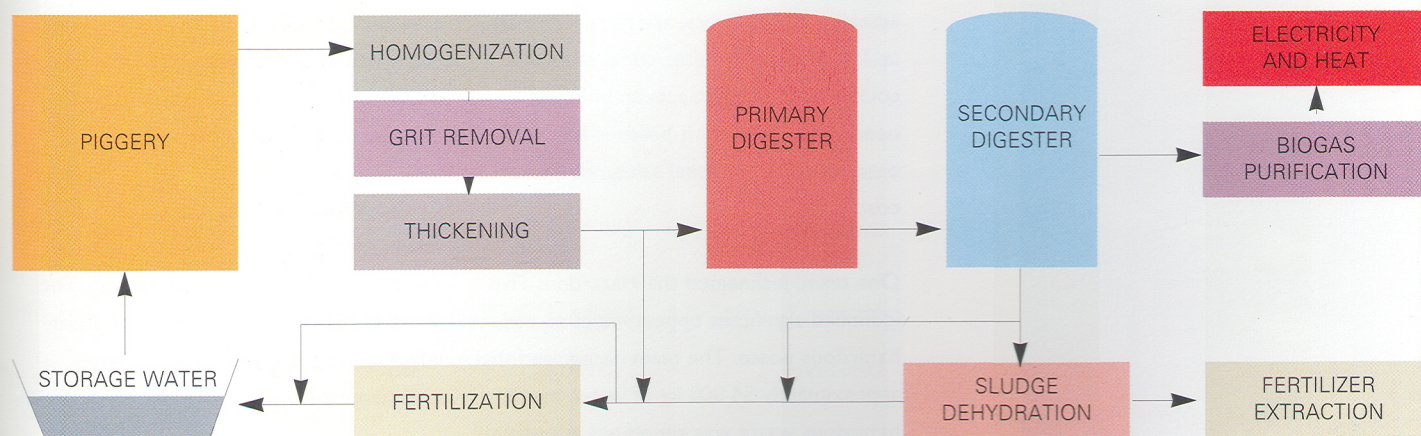 PIGGERY
HOMOGENIZATION
GRIT REMOVAL
THICKENING
PRIMARY
DIGESTER
SECONDARY
DIGESTER
ELECTRICITY
AND HEAT
BIOGAS
PURIFICATION
STORAGE WATER
FERTILIZATION
SLUDGE
DEHYDRATION
FERTILIZER
EXTRACTION